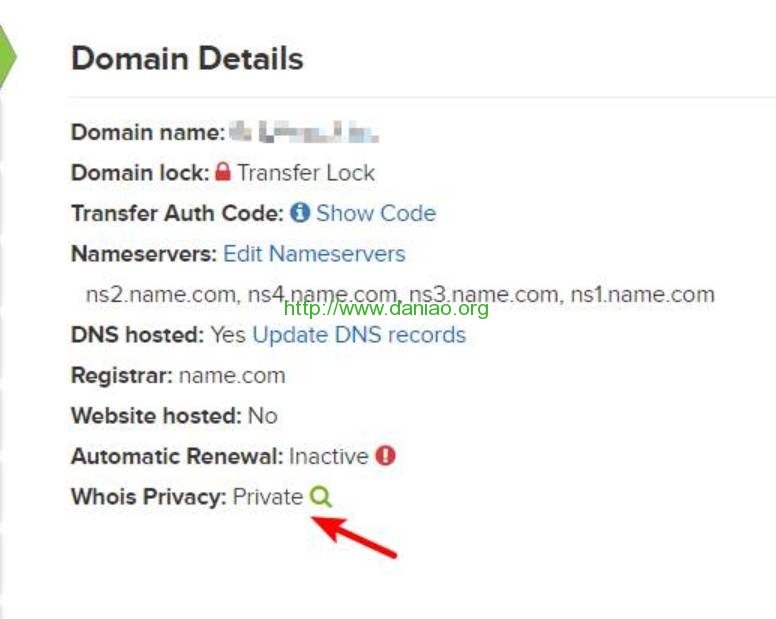 Domain Details
Domain name:
Domain lock: Transfer Lock
Transfer Auth Code: Show Code
Nameservers: Edit Nameservers
ns2.name.com, ns4.name.com, ns3.name.com, ns1.name.com
http://www.daniao.org
DNS hosted: Yes Update DNS records
Registrar: name.com
Website hosted: No
Automatic Renewal: Inactive
Whois Privacy: Private